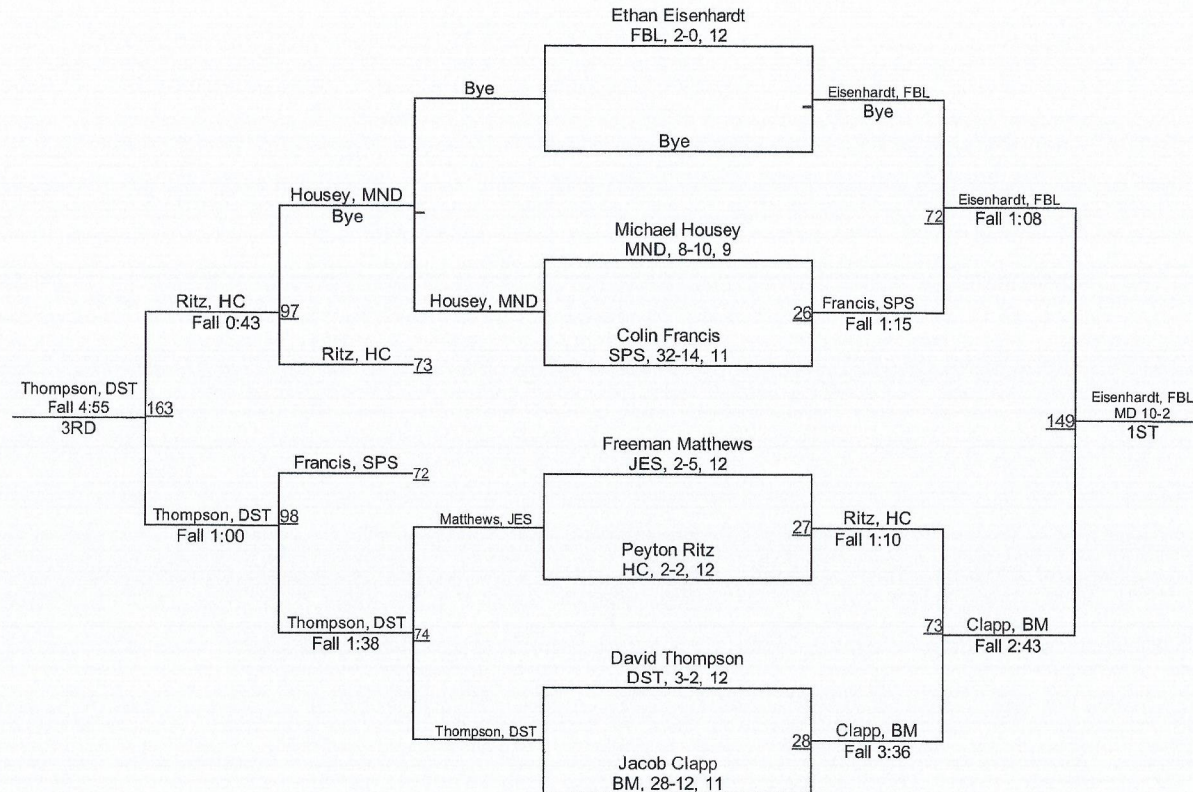 Ethan Eisenhardt
FBL, 2-0, 12
Bye
Eisenhardt, FBL
Bye
Bye
Housey, MND
Bye
72
Eisenhardt, FBL
Fall 1:08
Michael Housey
MND, 8-10, 9
Ritz, HC
Fall 0:43
97
Housey, MND
26
Francis, SPS
Fall 1:15
Colin Francis
SPS, 32-14, 11
Ritz, HC
73
Thompson, DST
Fall 4:55
3RD
163
149
Eisenhardt, FBL
MD 10-2
1ST
Freeman Matthews
JES, 2-5, 12
Francis, SPS
72
Thompson, DST
Fall 1:00
98
Matthews, JES
27
Ritz, HC
Fall 1:10
Peyton Ritz
HC, 2-2, 12
Thompson, DST
Fall 1:38
74
73
Clapp, BM
Fall 2:43
David Thompson
DST, 3-2, 12
Thompson, DST
28
Clapp, BM
Fall 3:36
Jacob Clapp
BM, 28-12, 11